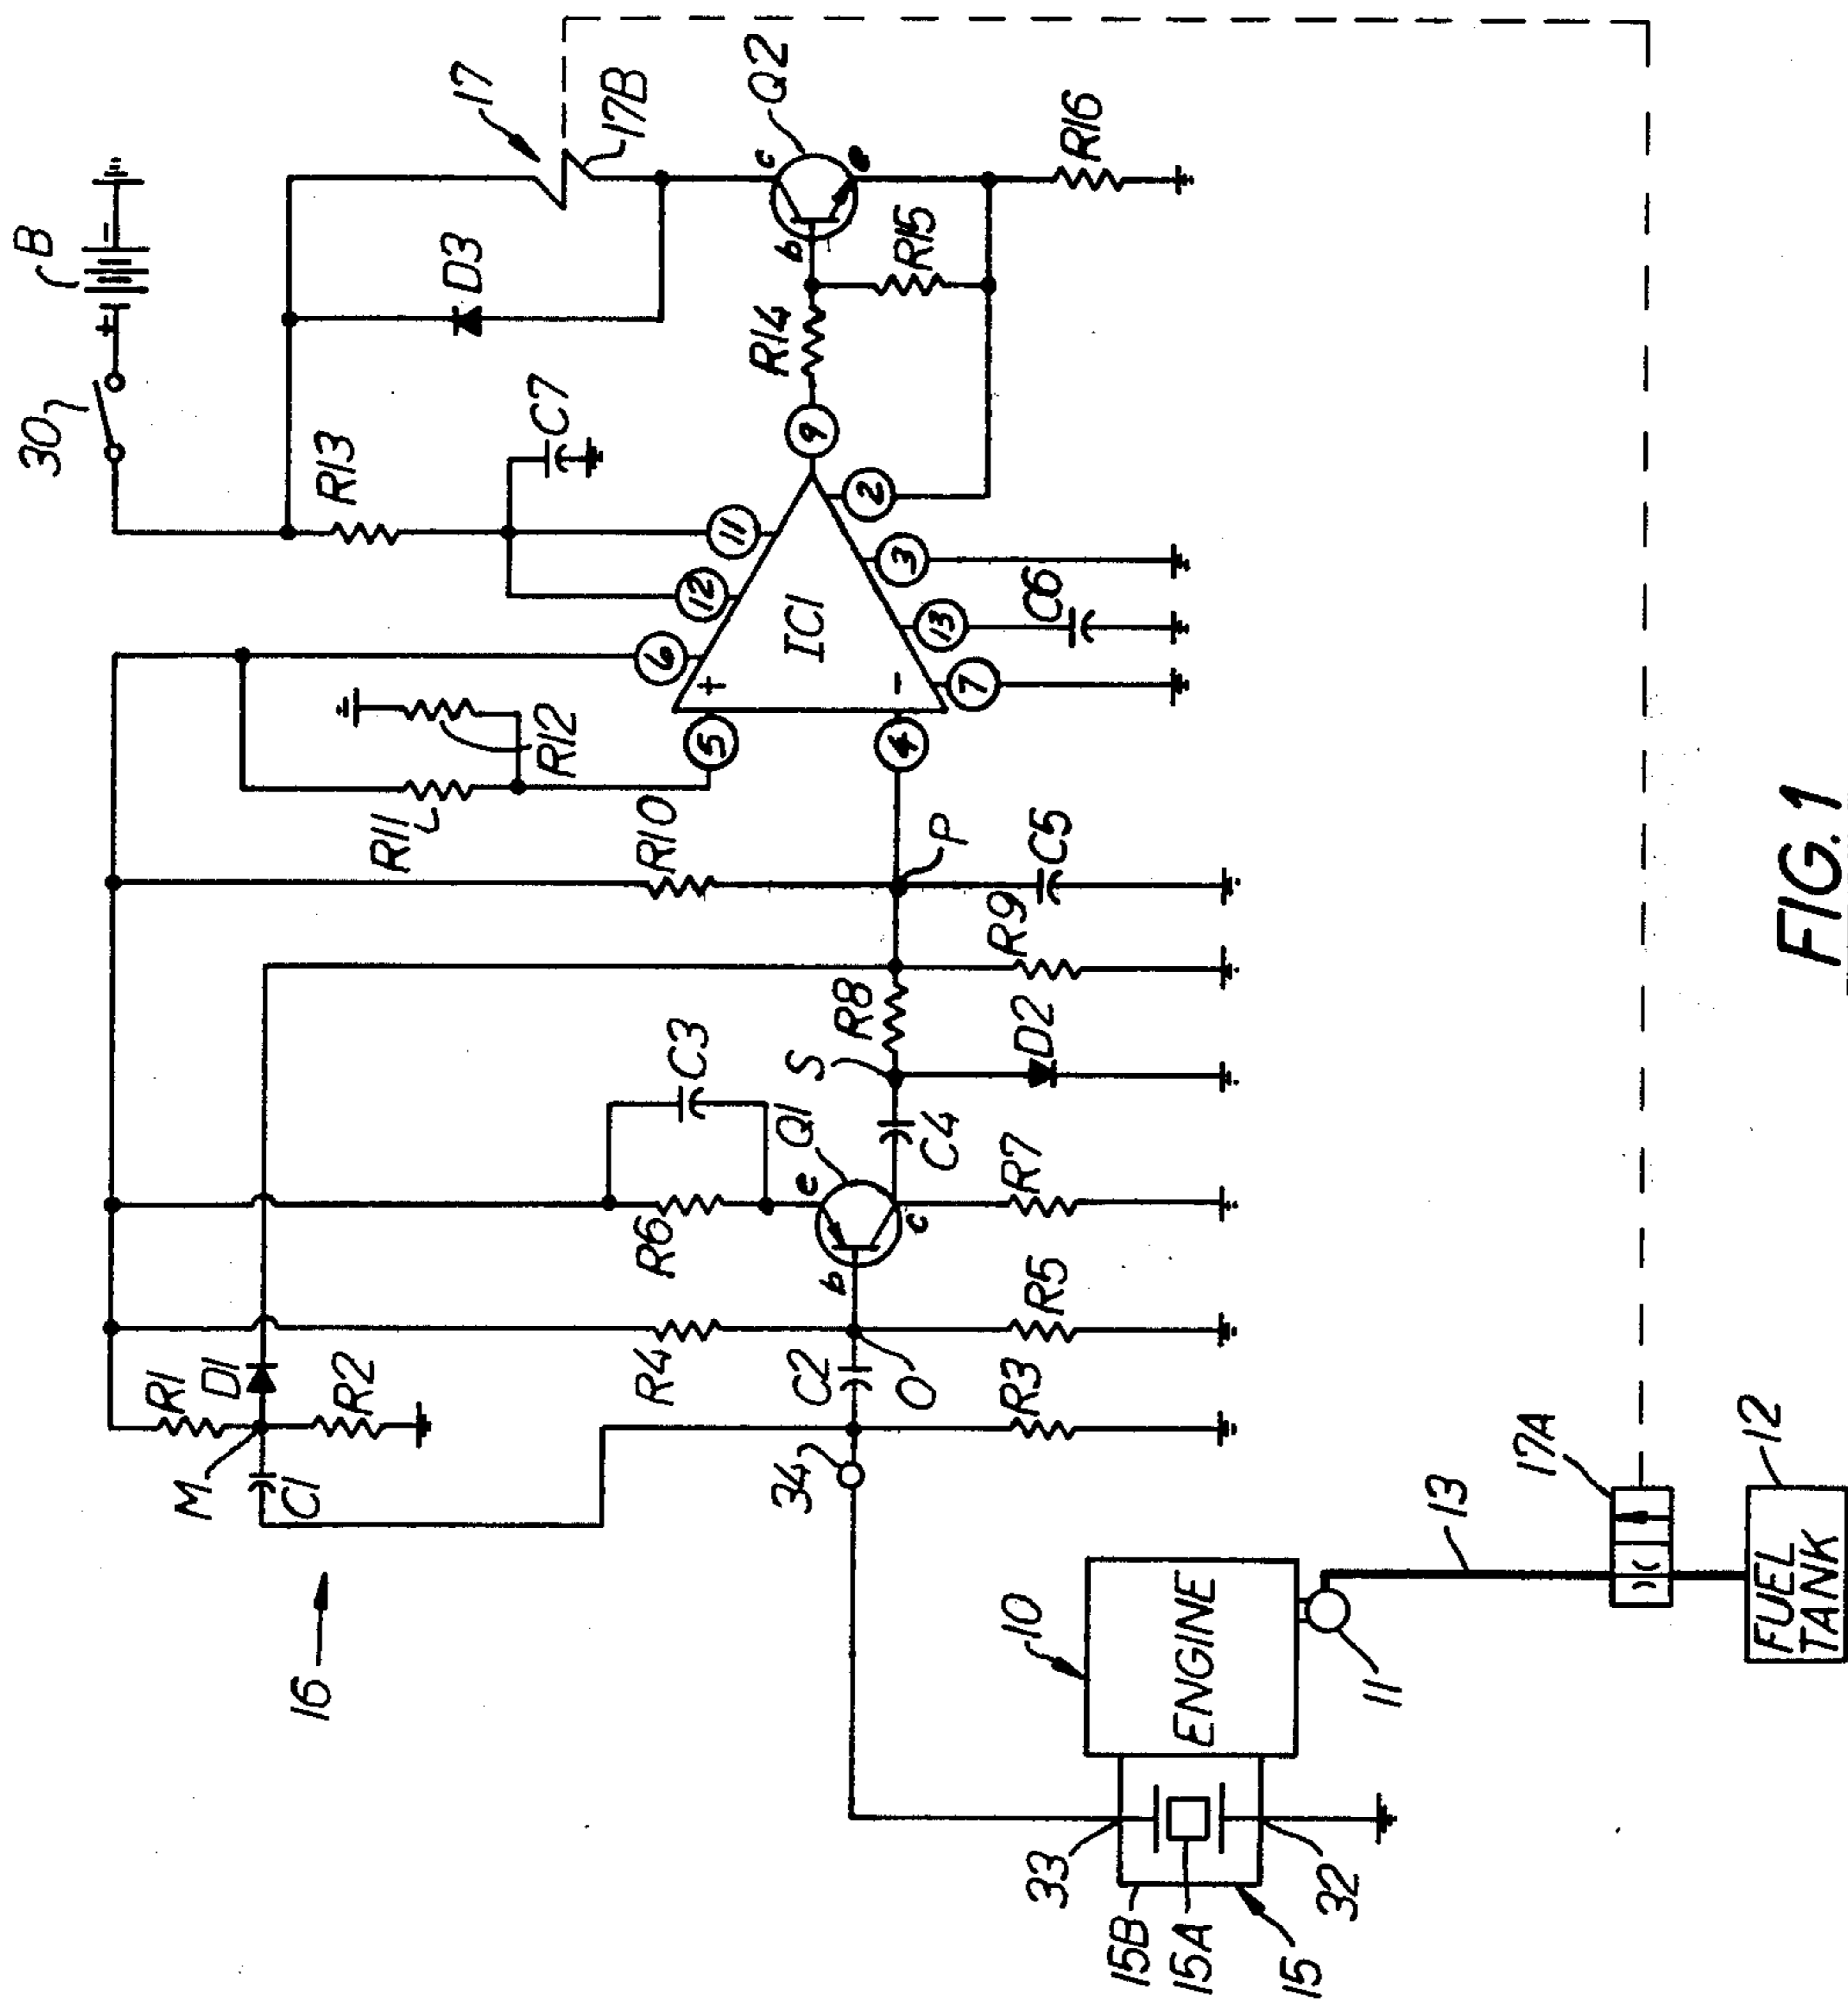 30
B
+
-
17
17B
D3
R13
C7
Q2
c
b
e
R14
R15
R16
9
11
12
6
5
4
2
3
13
7
+
-
IC1
C6
R11
R12
R10
P
C5
R9
R8
S
D2
C3
C4
Q1
e
c
b
R6
R7
R4
R5
R1
D1
R2
M
C1
C2
O
R3
34
16
10
ENGINE
11
13
17A
12
FUEL
TANK
33
15B
15A
15
32
FIG. 1